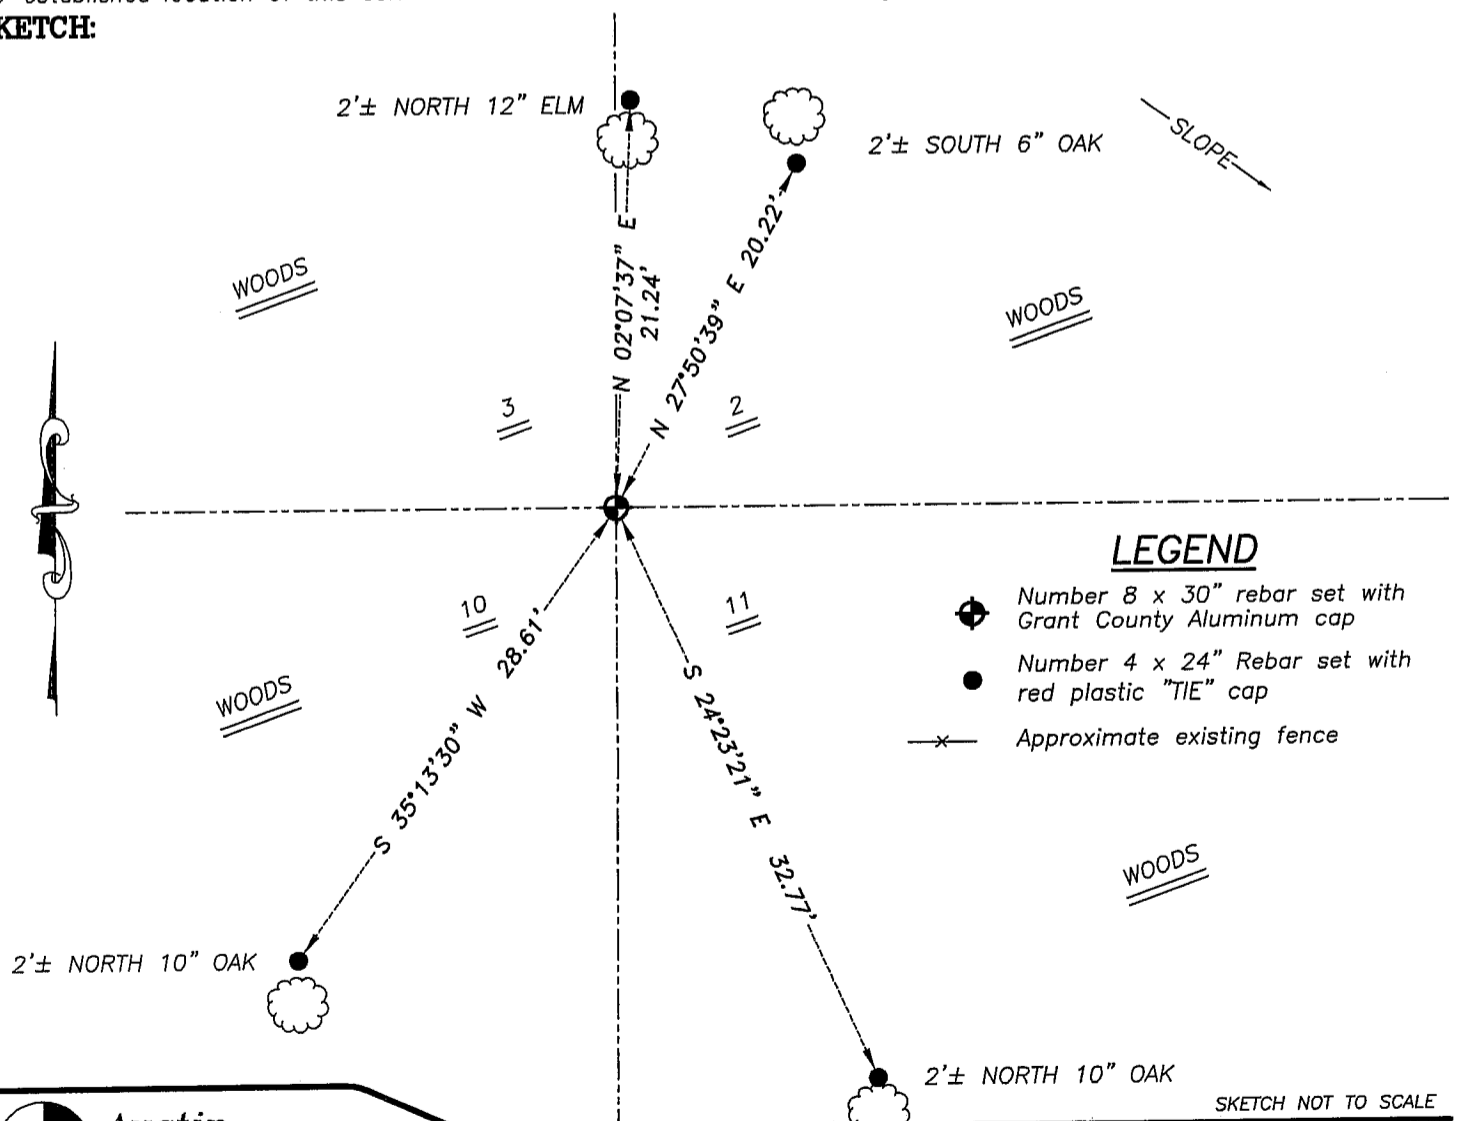 KETCH:
2'± NORTH 12" ELM
2'± SOUTH 6" OAK
SLOPE
N 02°07'37" E
21.24'
N 27°50'39" E 20.22'
WOODS
WOODS
3
2
10
11
S 35°13'30" W 28.61'
S 24°23'21" E 32.77'
LEGEND
Number 8 x 30" rebar set with
Grant County Aluminum cap
Number 4 x 24" Rebar set with
red plastic "TIE" cap
Approximate existing fence
WOODS
WOODS
2'± NORTH 10" OAK
2'± NORTH 10" OAK
SKETCH NOT TO SCALE